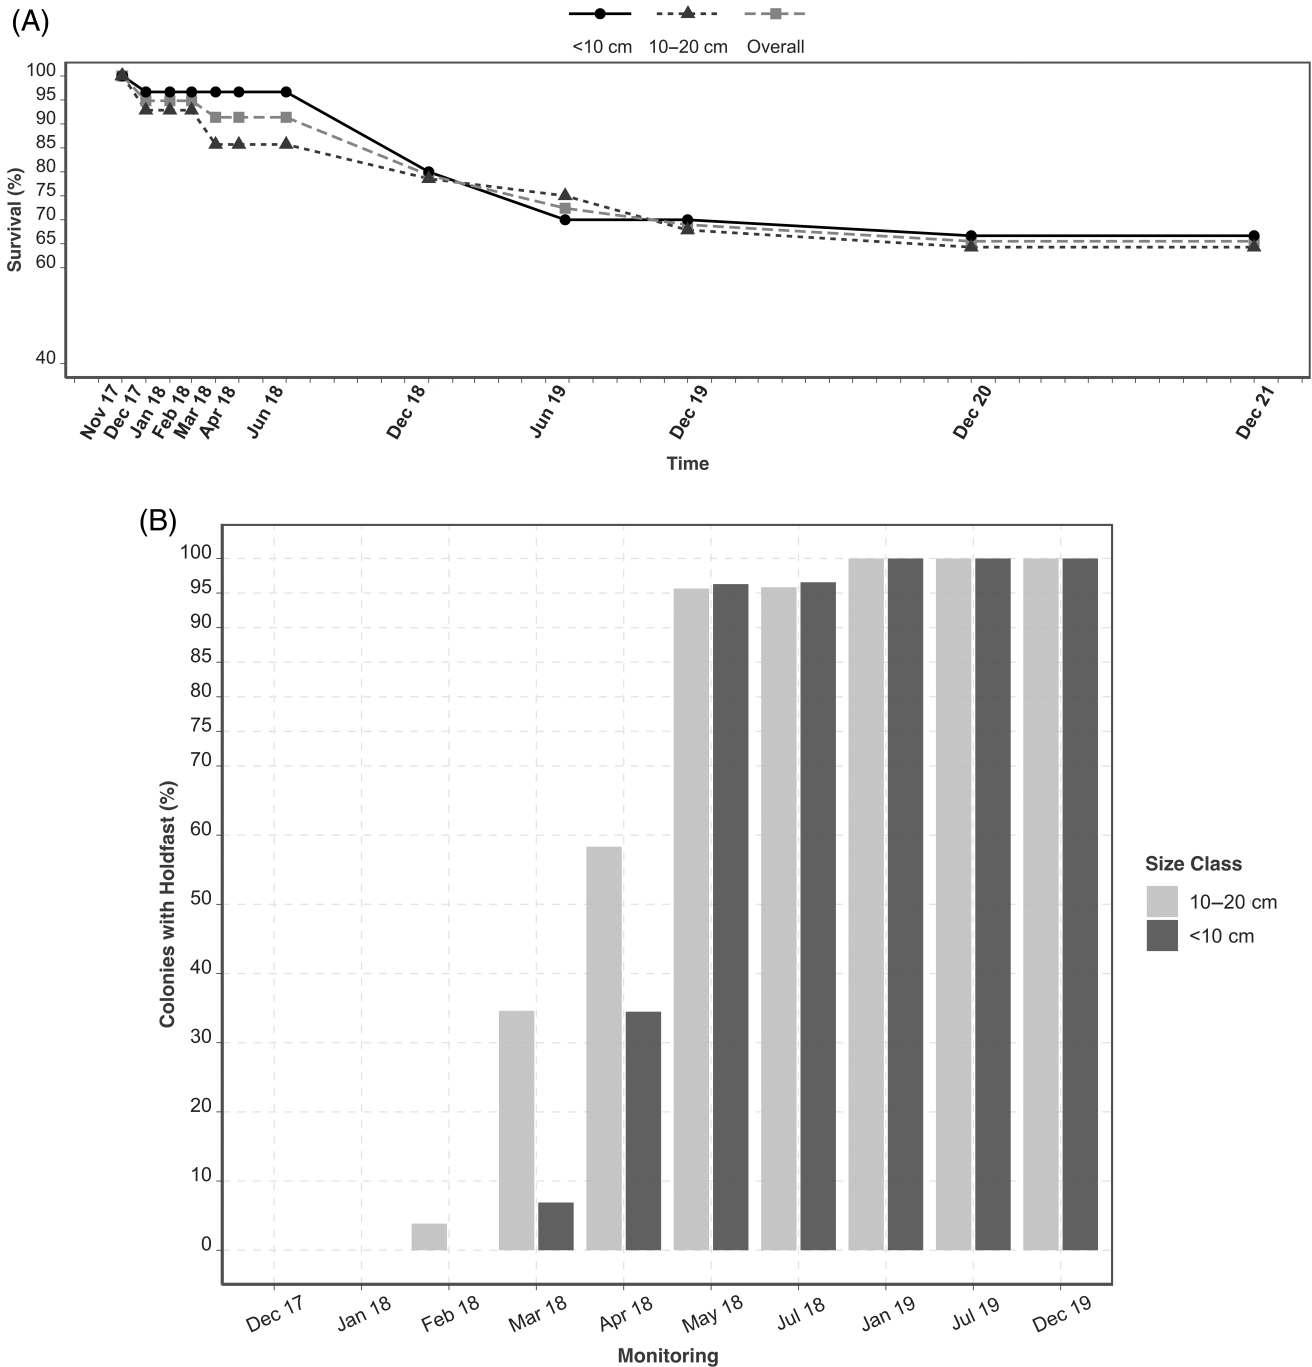 (A)
<10 cm 10–20 cm Overall
100
95
90
85
80
75
70
65
60
40
Survival (%)
Nov 17 Dec 17 Jan 18 Feb 18 Mar 18 Apr 18 Jun 18 Dec 18 Jun 19 Dec 19 Dec 20 Dec 21
Time
(B)
100
95
90
85
80
75
70
60
50
40
30
20
10
0
Colonies with Holdfast (%)
Size Class
10–20 cm
<10 cm
Dec 17 Jan 18 Feb 18 Mar 18 Apr 18 May 18 Jul 18 Jan 19 Jul 19 Dec 19
Monitoring